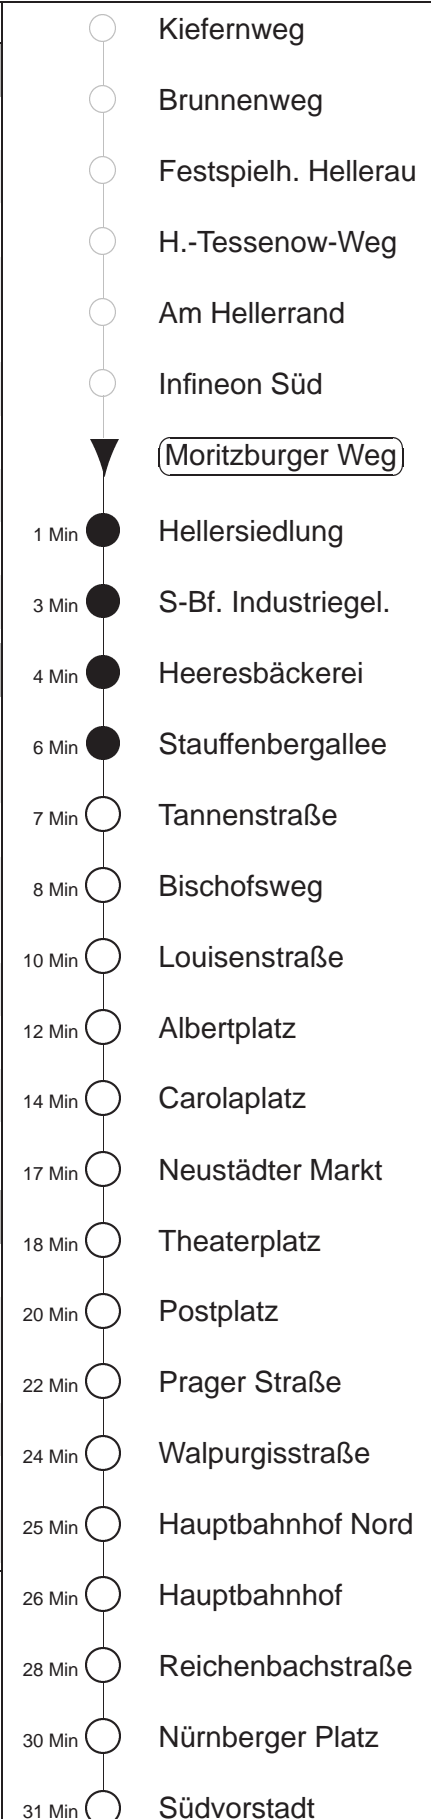 Kiefernweg
Brunnenweg
Festspielh. Hellerau
H.-Tessenow-Weg
Am Hellerrand
Infineon Süd
Moritzburger Weg
1 Min Hellersiedlung
3 Min S-Bf. Industriegel.
4 Min Heeresbäckerei
6 Min Stauffenbergallee
7 Min Tannenstraße
8 Min Bischofsweg
10 Min Louisenstraße
12 Min Albertplatz
14 Min Carolaplatz
17 Min Neustädter Markt
18 Min Theaterplatz
20 Min Postplatz
22 Min Prager Straße
24 Min Walpurgisstraße
25 Min Hauptbahnhof Nord
26 Min Hauptbahnhof
28 Min Reichenbachstraße
30 Min Nürnberger Platz
31 Min Südvorstadt